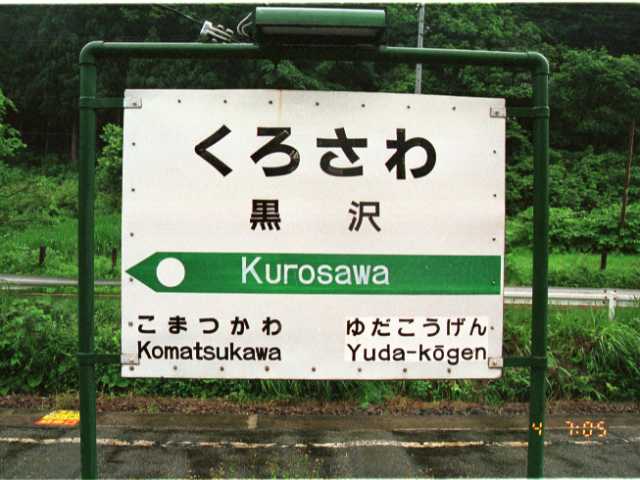 くろさわ
黒沢
Kurosawa
こまつかわ ゆだこうげん
Komatsukawa Yuda-kōgen
4 7:05